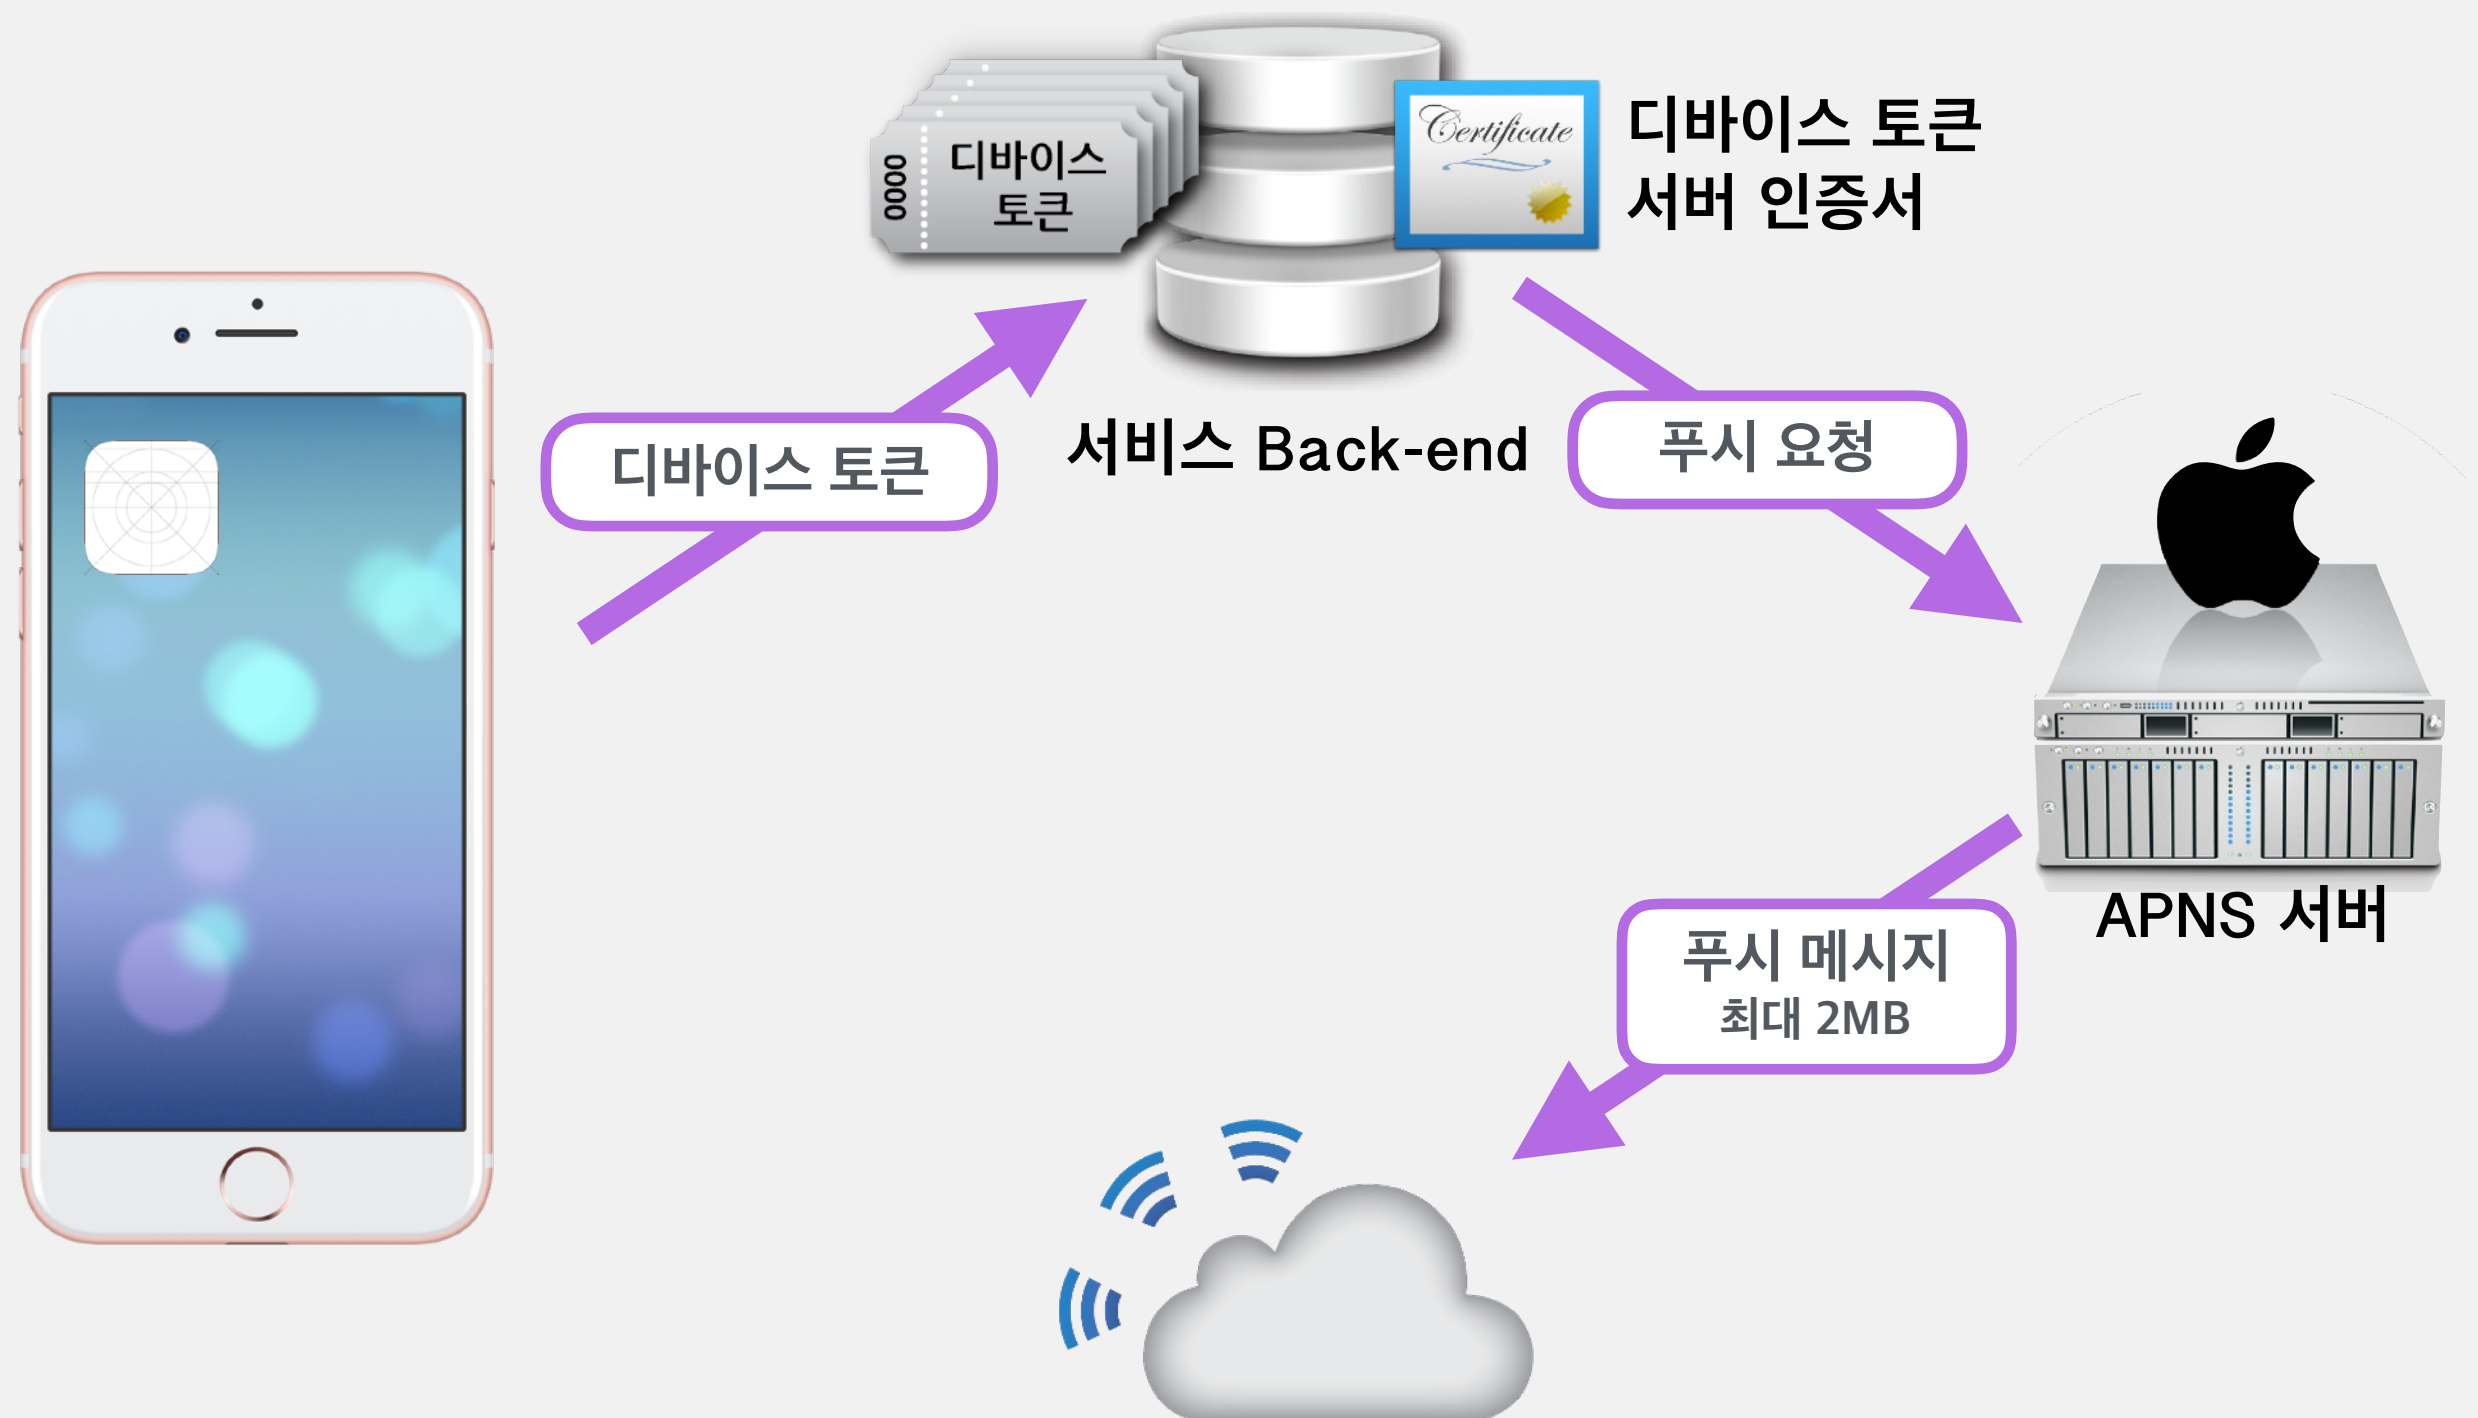 0000
디바이스
토큰
Certificate
디바이스 토큰
서버 인증서
디바이스 토큰
서비스 Back-end
푸시 요청
APNS 서버
푸시 메시지
최대 2MB